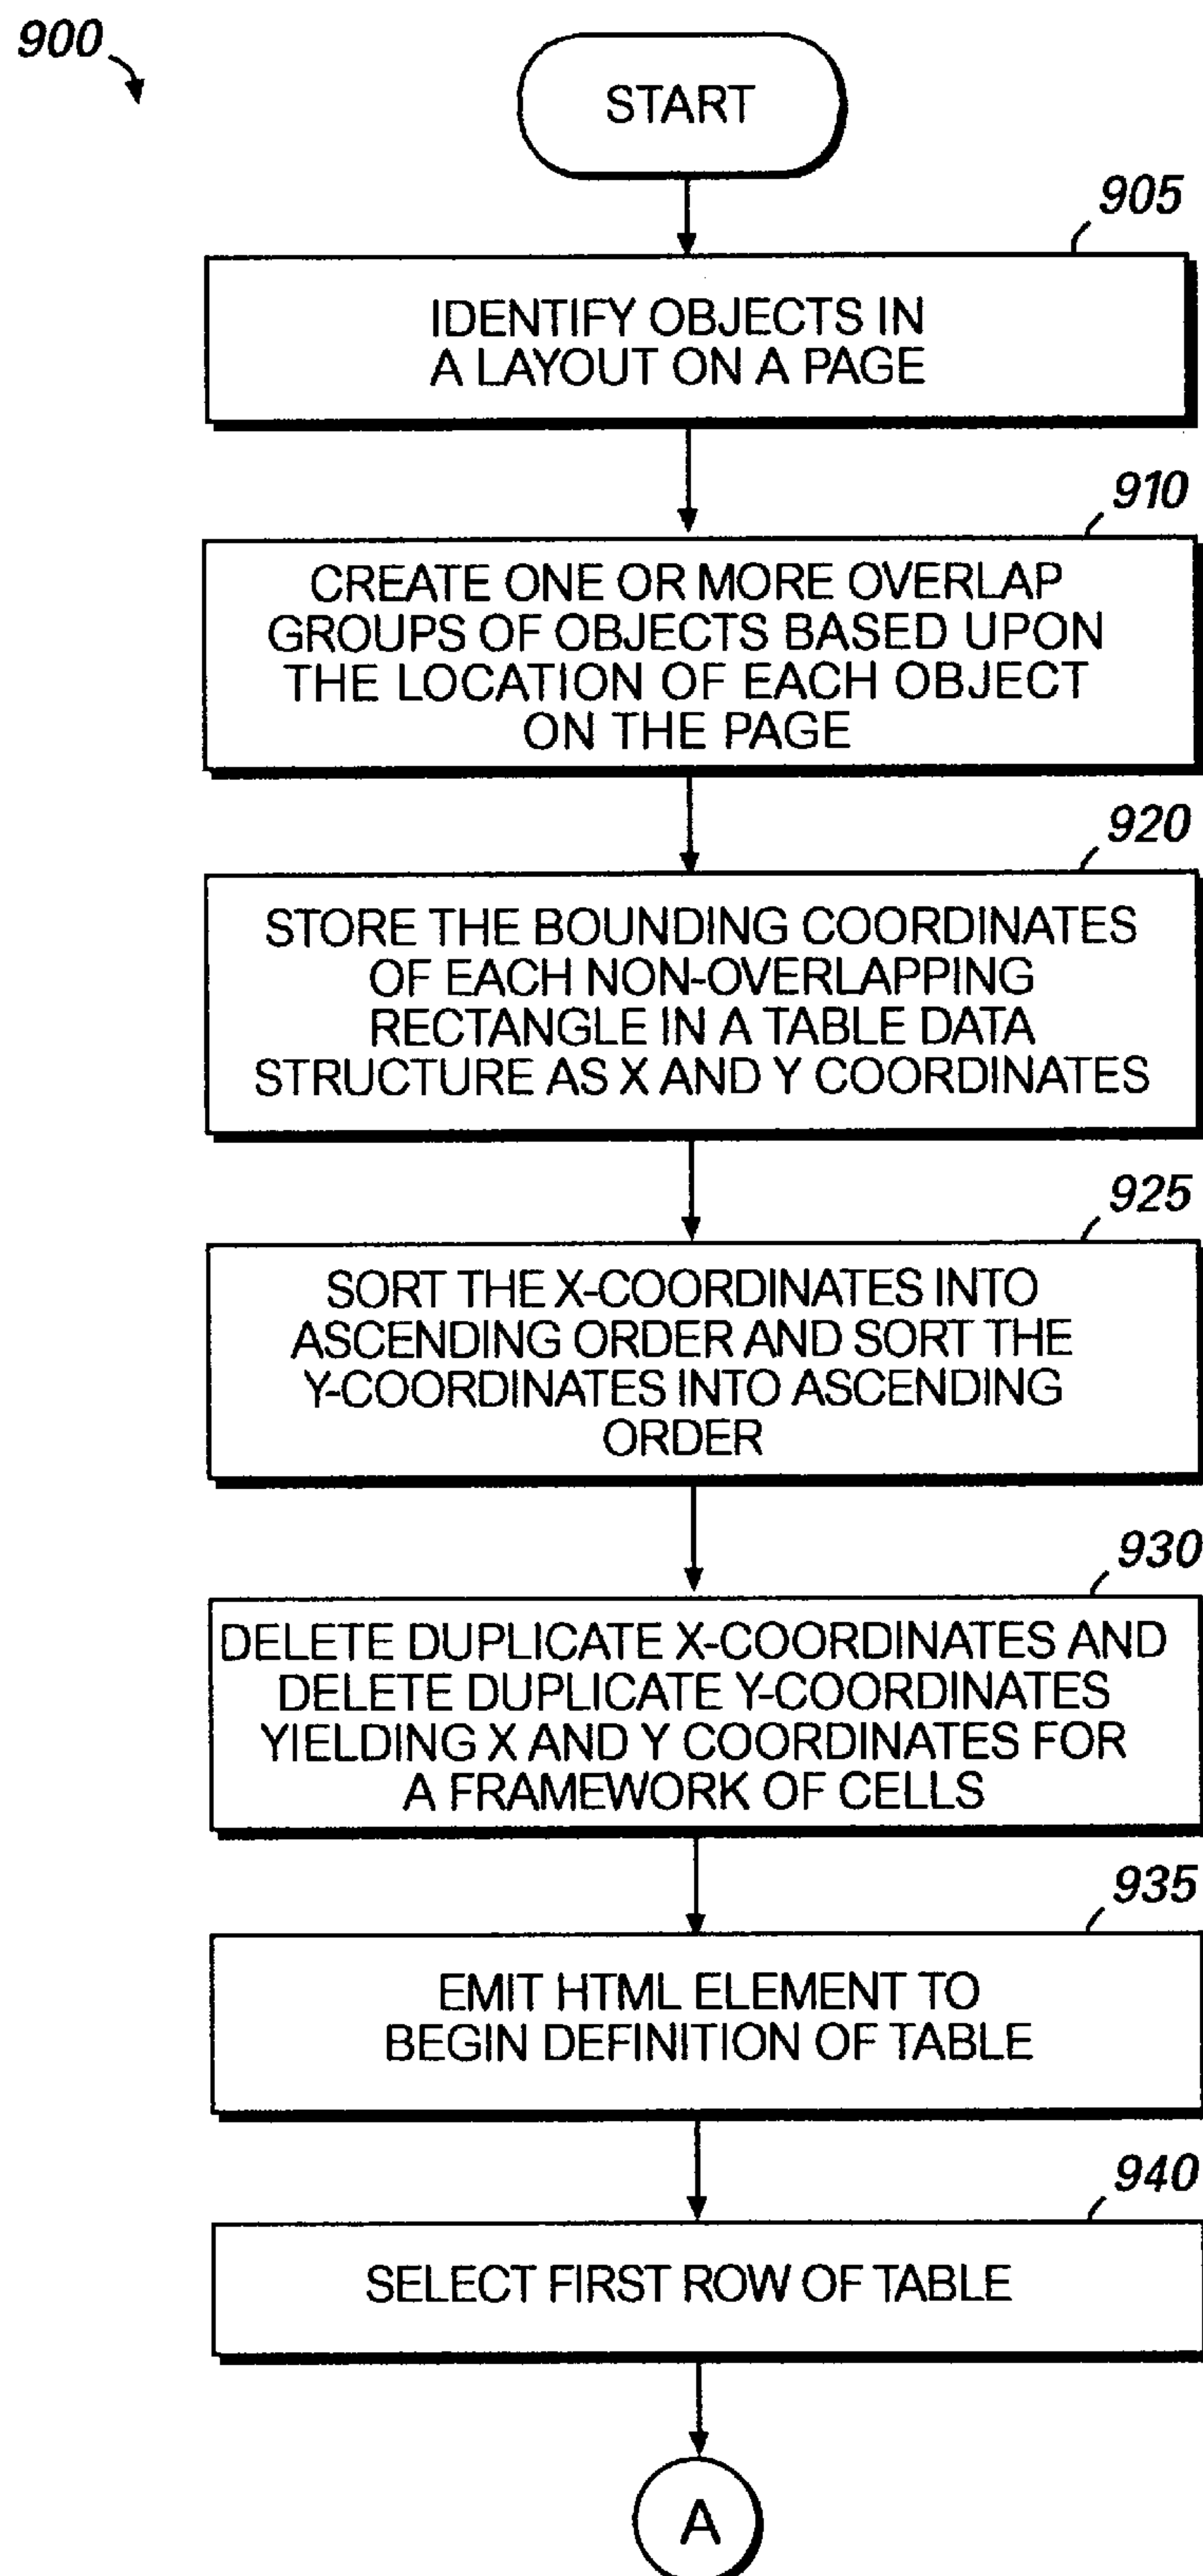 900
START
905
IDENTIFY OBJECTS IN
A LAYOUT ON A PAGE
910
CREATE ONE OR MORE OVERLAP
GROUPS OF OBJECTS BASED UPON
THE LOCATION OF EACH OBJECT
ON THE PAGE
920
STORE THE BOUNDING COORDINATES
OF EACH NON-OVERLAPPING
RECTANGLE IN A TABLE DATA
STRUCTURE AS X AND Y COORDINATES
925
SORT THE X-COORDINATES INTO
ASCENDING ORDER AND SORT THE
Y-COORDINATES INTO ASCENDING
ORDER
930
DELETE DUPLICATE X-COORDINATES AND
DELETE DUPLICATE Y-COORDINATES
YIELDING X AND Y COORDINATES FOR
A FRAMEWORK OF CELLS
935
EMIT HTML ELEMENT TO
BEGIN DEFINITION OF TABLE
940
SELECT FIRST ROW OF TABLE
A